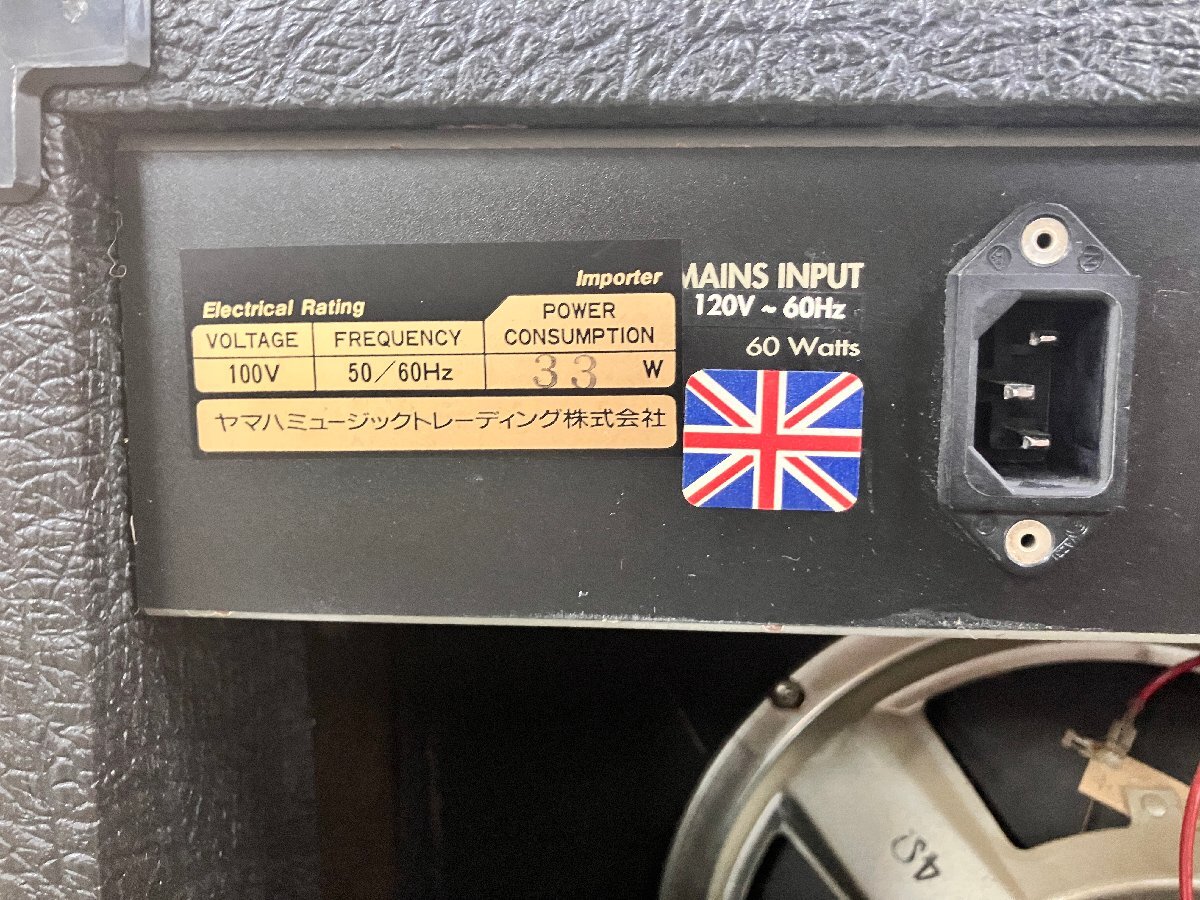 Importer
Electrical Rating
VOLTAGE
FREQUENCY
POWER
CONSUMPTION
100V
50/60Hz
33 W
ヤマハミュージックトレーディング株式会社
MAINS INPUT
120V ~ 60Hz
60 Watts
N
4Ω